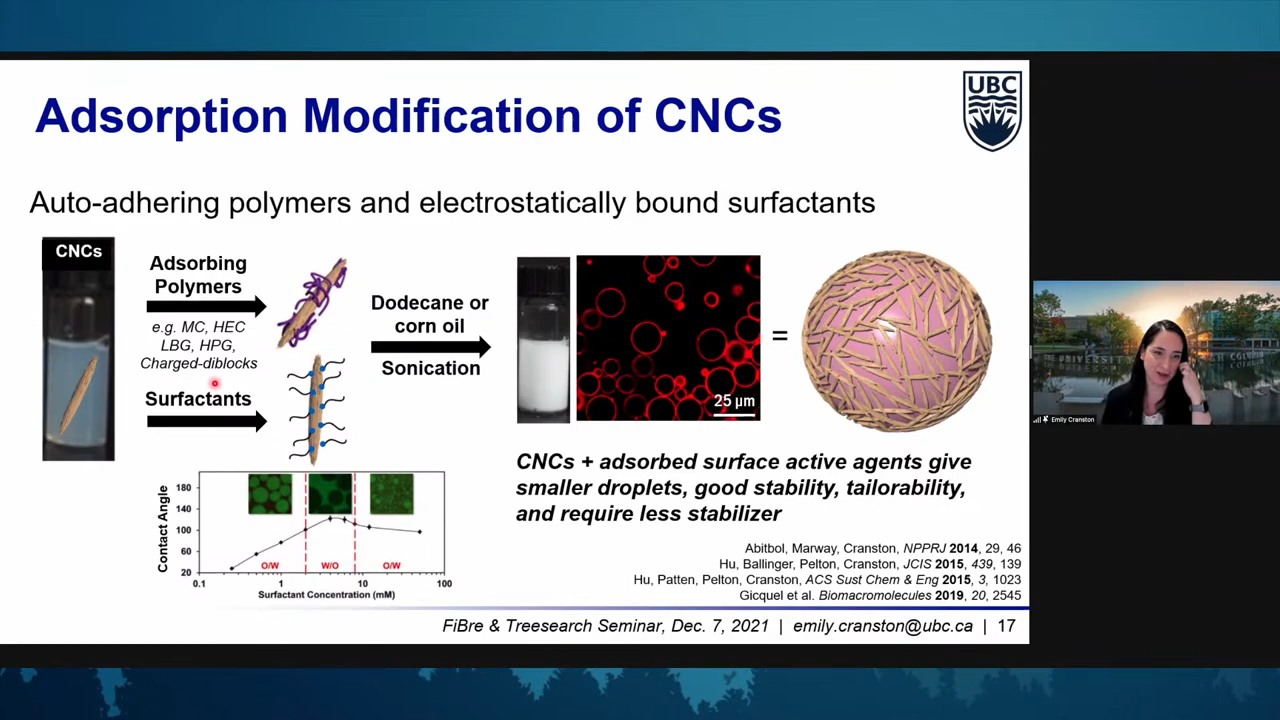 UBC
Adsorption Modification of CNCs
Auto-adhering polymers and electrostatically bound surfactants
CNCs
Adsorbing
Polymers
e.g. MC, HEC
LBG, HPG,
Charged-diblocks
Surfactants
Dodecane or
corn oil
Sonication
25 µm
=
CNCs + adsorbed surface active agents give
smaller droplets, good stability, tailorability,
and require less stabilizer
Contact Angle
180
140
100
60
20
O/W
W/O
O/W
0.1
1
10
100
Surfactant Concentration (mM)
Abitbol, Marway, Cranston, NPPRJ 2014, 29, 46
Hu, Ballinger, Pelton, Cranston, JCIS 2015, 439, 139
Hu, Patten, Pelton, Cranston, ACS Sust Chem & Eng 2015, 3, 1023
Gicquel et al. Biomacromolecules 2019, 20, 2545
FiBre & Treesearch Seminar, Dec. 7, 2021 | emily.cranston@ubc.ca | 17
Emily Cranston